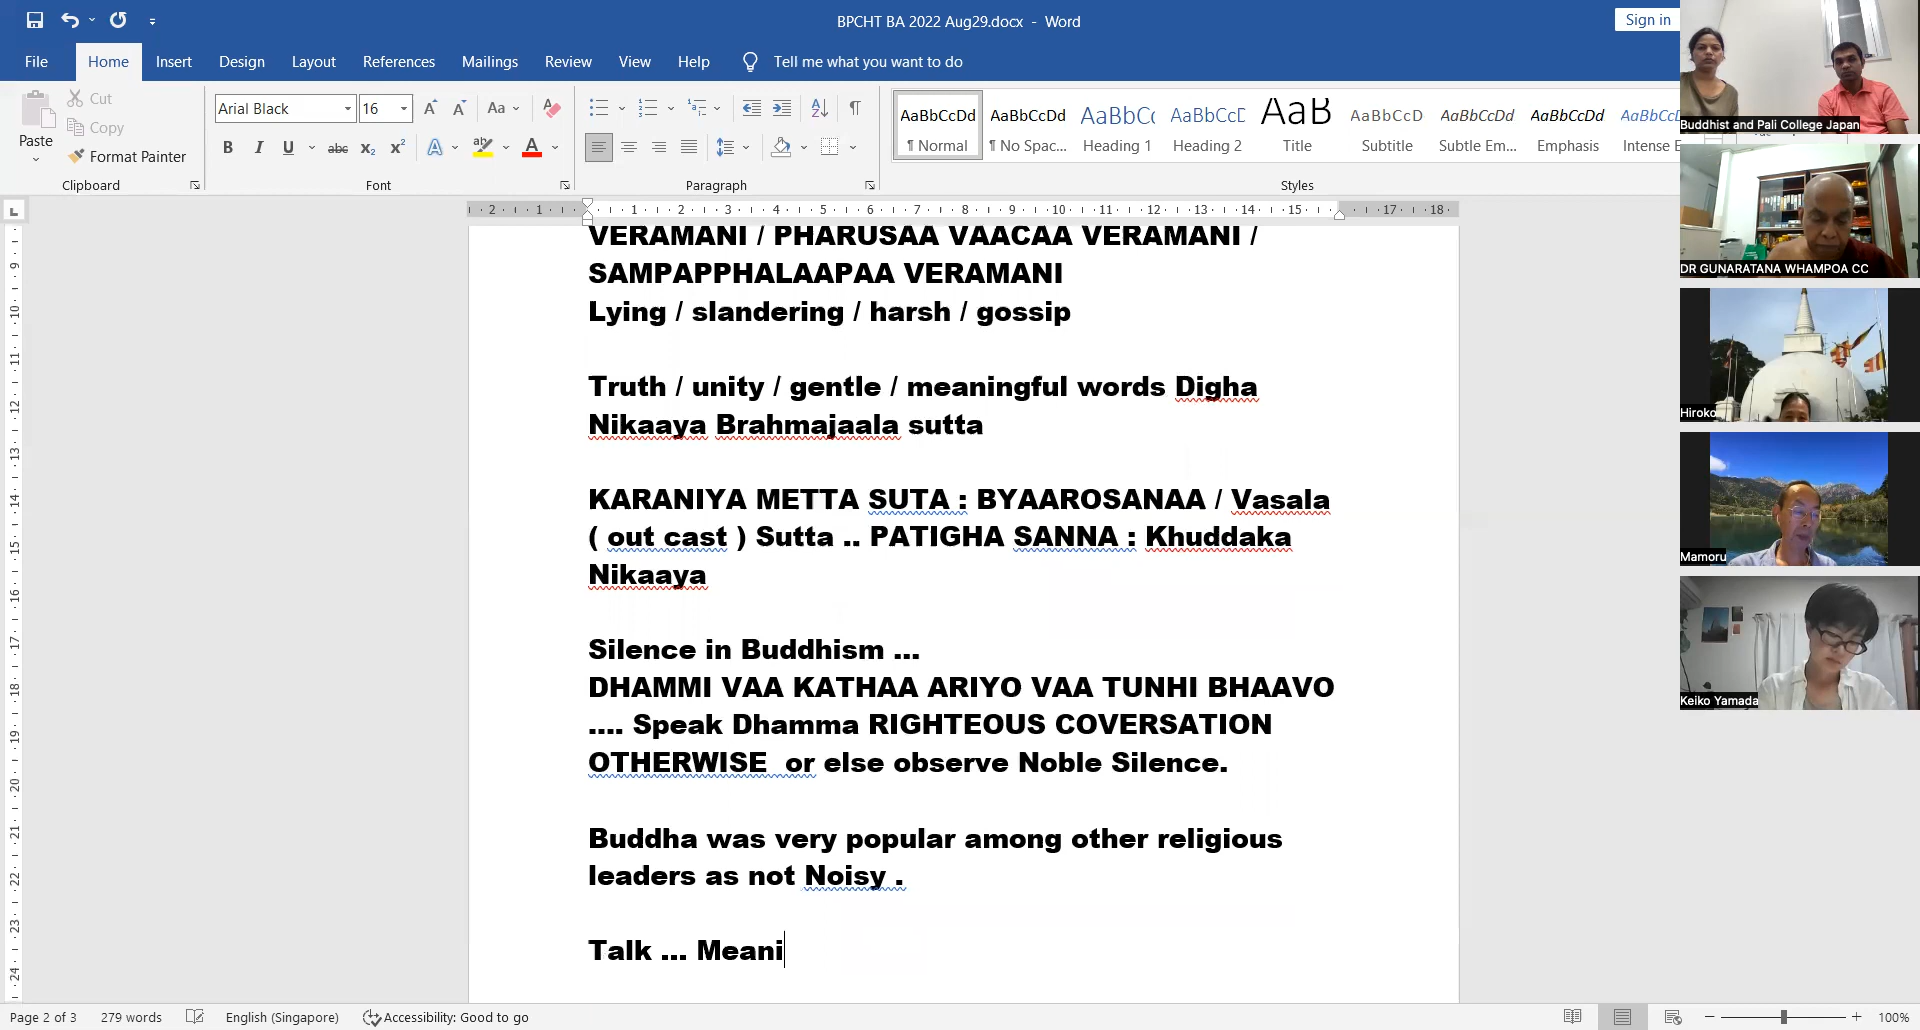 BPCHT BA 2022 Aug29.docx - Word
Sign in
File Home Insert Design Layout References Mailings Review View Help Tell me what you want to do
Paste
Cut
Copy
Format Painter
Clipboard
Arial Black 16
Font
Paragraph
AaBbCcDd AaBbCcDd AaBbCc AaBbCcD AaB AaBbCcD AaBbCcDd AaBbCcDd AaBbCcDd
¶ Normal ¶ No Spac... Heading 1 Heading 2 Title Subtitle Subtle Em... Emphasis Intense E
Styles
VERAMANI / PHARUSAA VAACAA VERAMANI /
SAMPAPPHALAAPAA VERAMANI
Lying / slandering / harsh / gossip
Truth / unity / gentle / meaningful words Digha
Nikaaya Brahmajaala sutta
KARANIYA METTA SUTA : BYAAROSANAA / Vasala
( out cast ) Sutta .. PATIGHA SANNA : Khuddaka
Nikaaya
Silence in Buddhism ...
DHAMMI VAA KATHAA ARIYO VAA TUNHI BHAAVO
.... Speak Dhamma RIGHTEOUS COVERSATION
OTHERWISE or else observe Noble Silence.
Buddha was very popular among other religious
leaders as not Noisy .
Talk ... Meani
Page 2 of 3 279 words English (Singapore) Accessibility: Good to go 100%
Buddhist and Pali College Japan
DR GUNARATANA WHAMPOA CC
Hiroko
Mamoru
Keiko Yamada